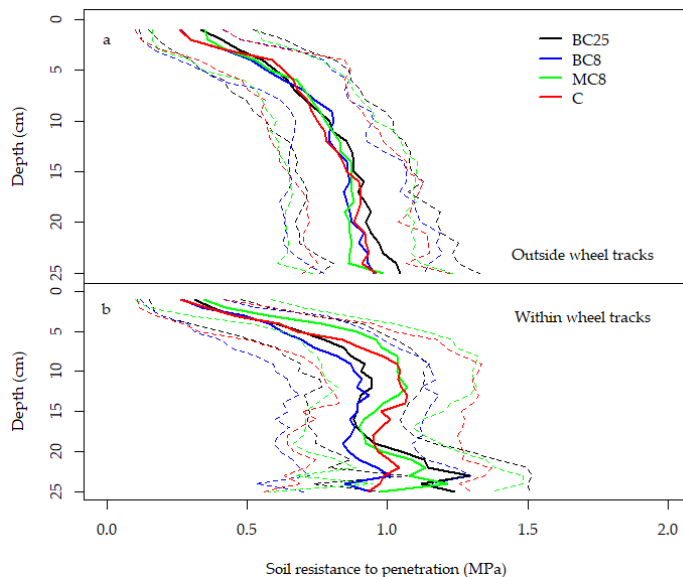 a
BC25
BC8
MC8
C
0
5
10
15
20
25
Depth (cm)
Outside wheel tracks
b
Within wheel tracks
0
5
10
15
20
25
Depth (cm)
0.0 0.5 1.0 1.5 2.0
Soil resistance to penetration (MPa)